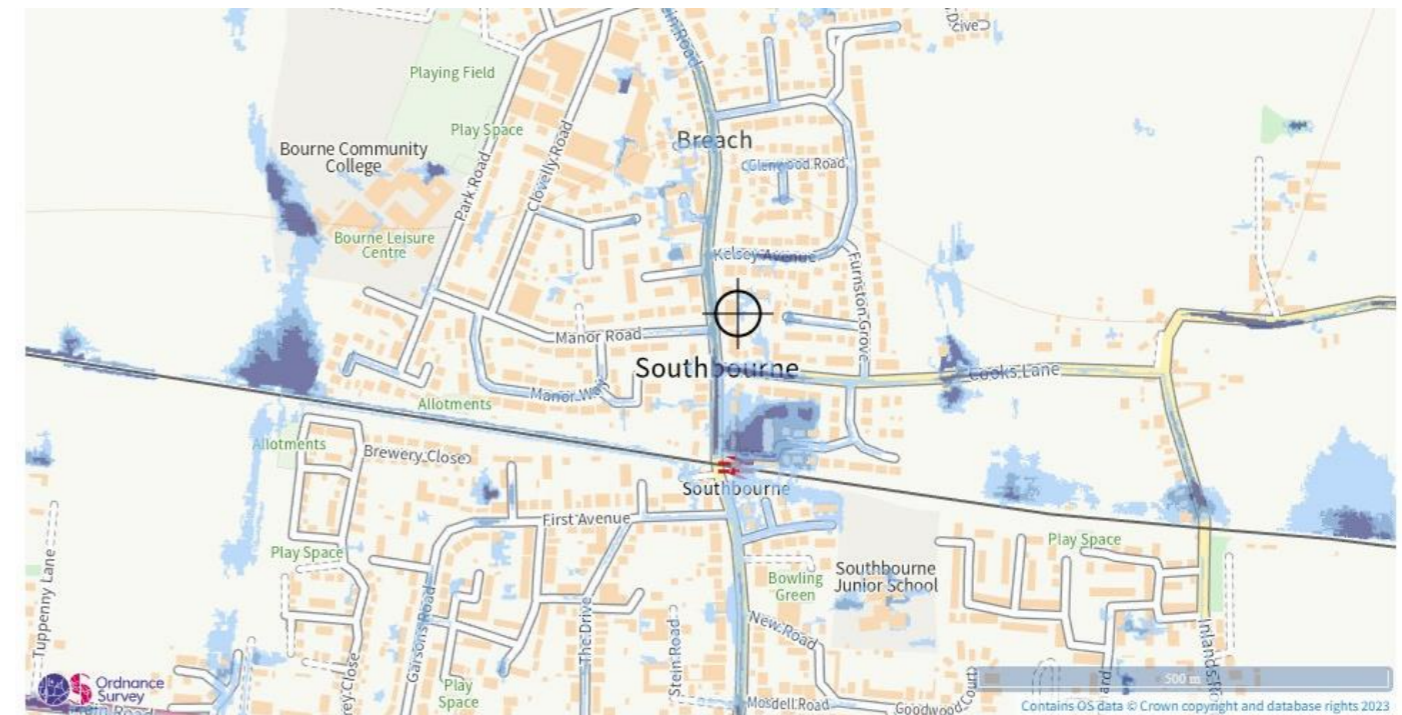 Playing Field
Play Space
Breach
Bourne Community
College
Park Road
Clovelly Road
Glenwood Road
Bourne Leisure
Centre
Kelsey Avenue
Furnston Grove
Manor Road
Southbourne
Cooks Lane
Manor Way
Allotments
Allotments
Brewery Close
Southbourne
First Avenue
Play Space
Play Space
Southbourne
Junior School
Bowling
Green
Tuppenny Lane
Garsons Road
The Drive
Stein Road
New Road
Inlands
Play
Space
Mosdell Road
Goodwood Court
500 m
Ordnance
Survey
Contains OS data © Crown copyright and database rights 2023